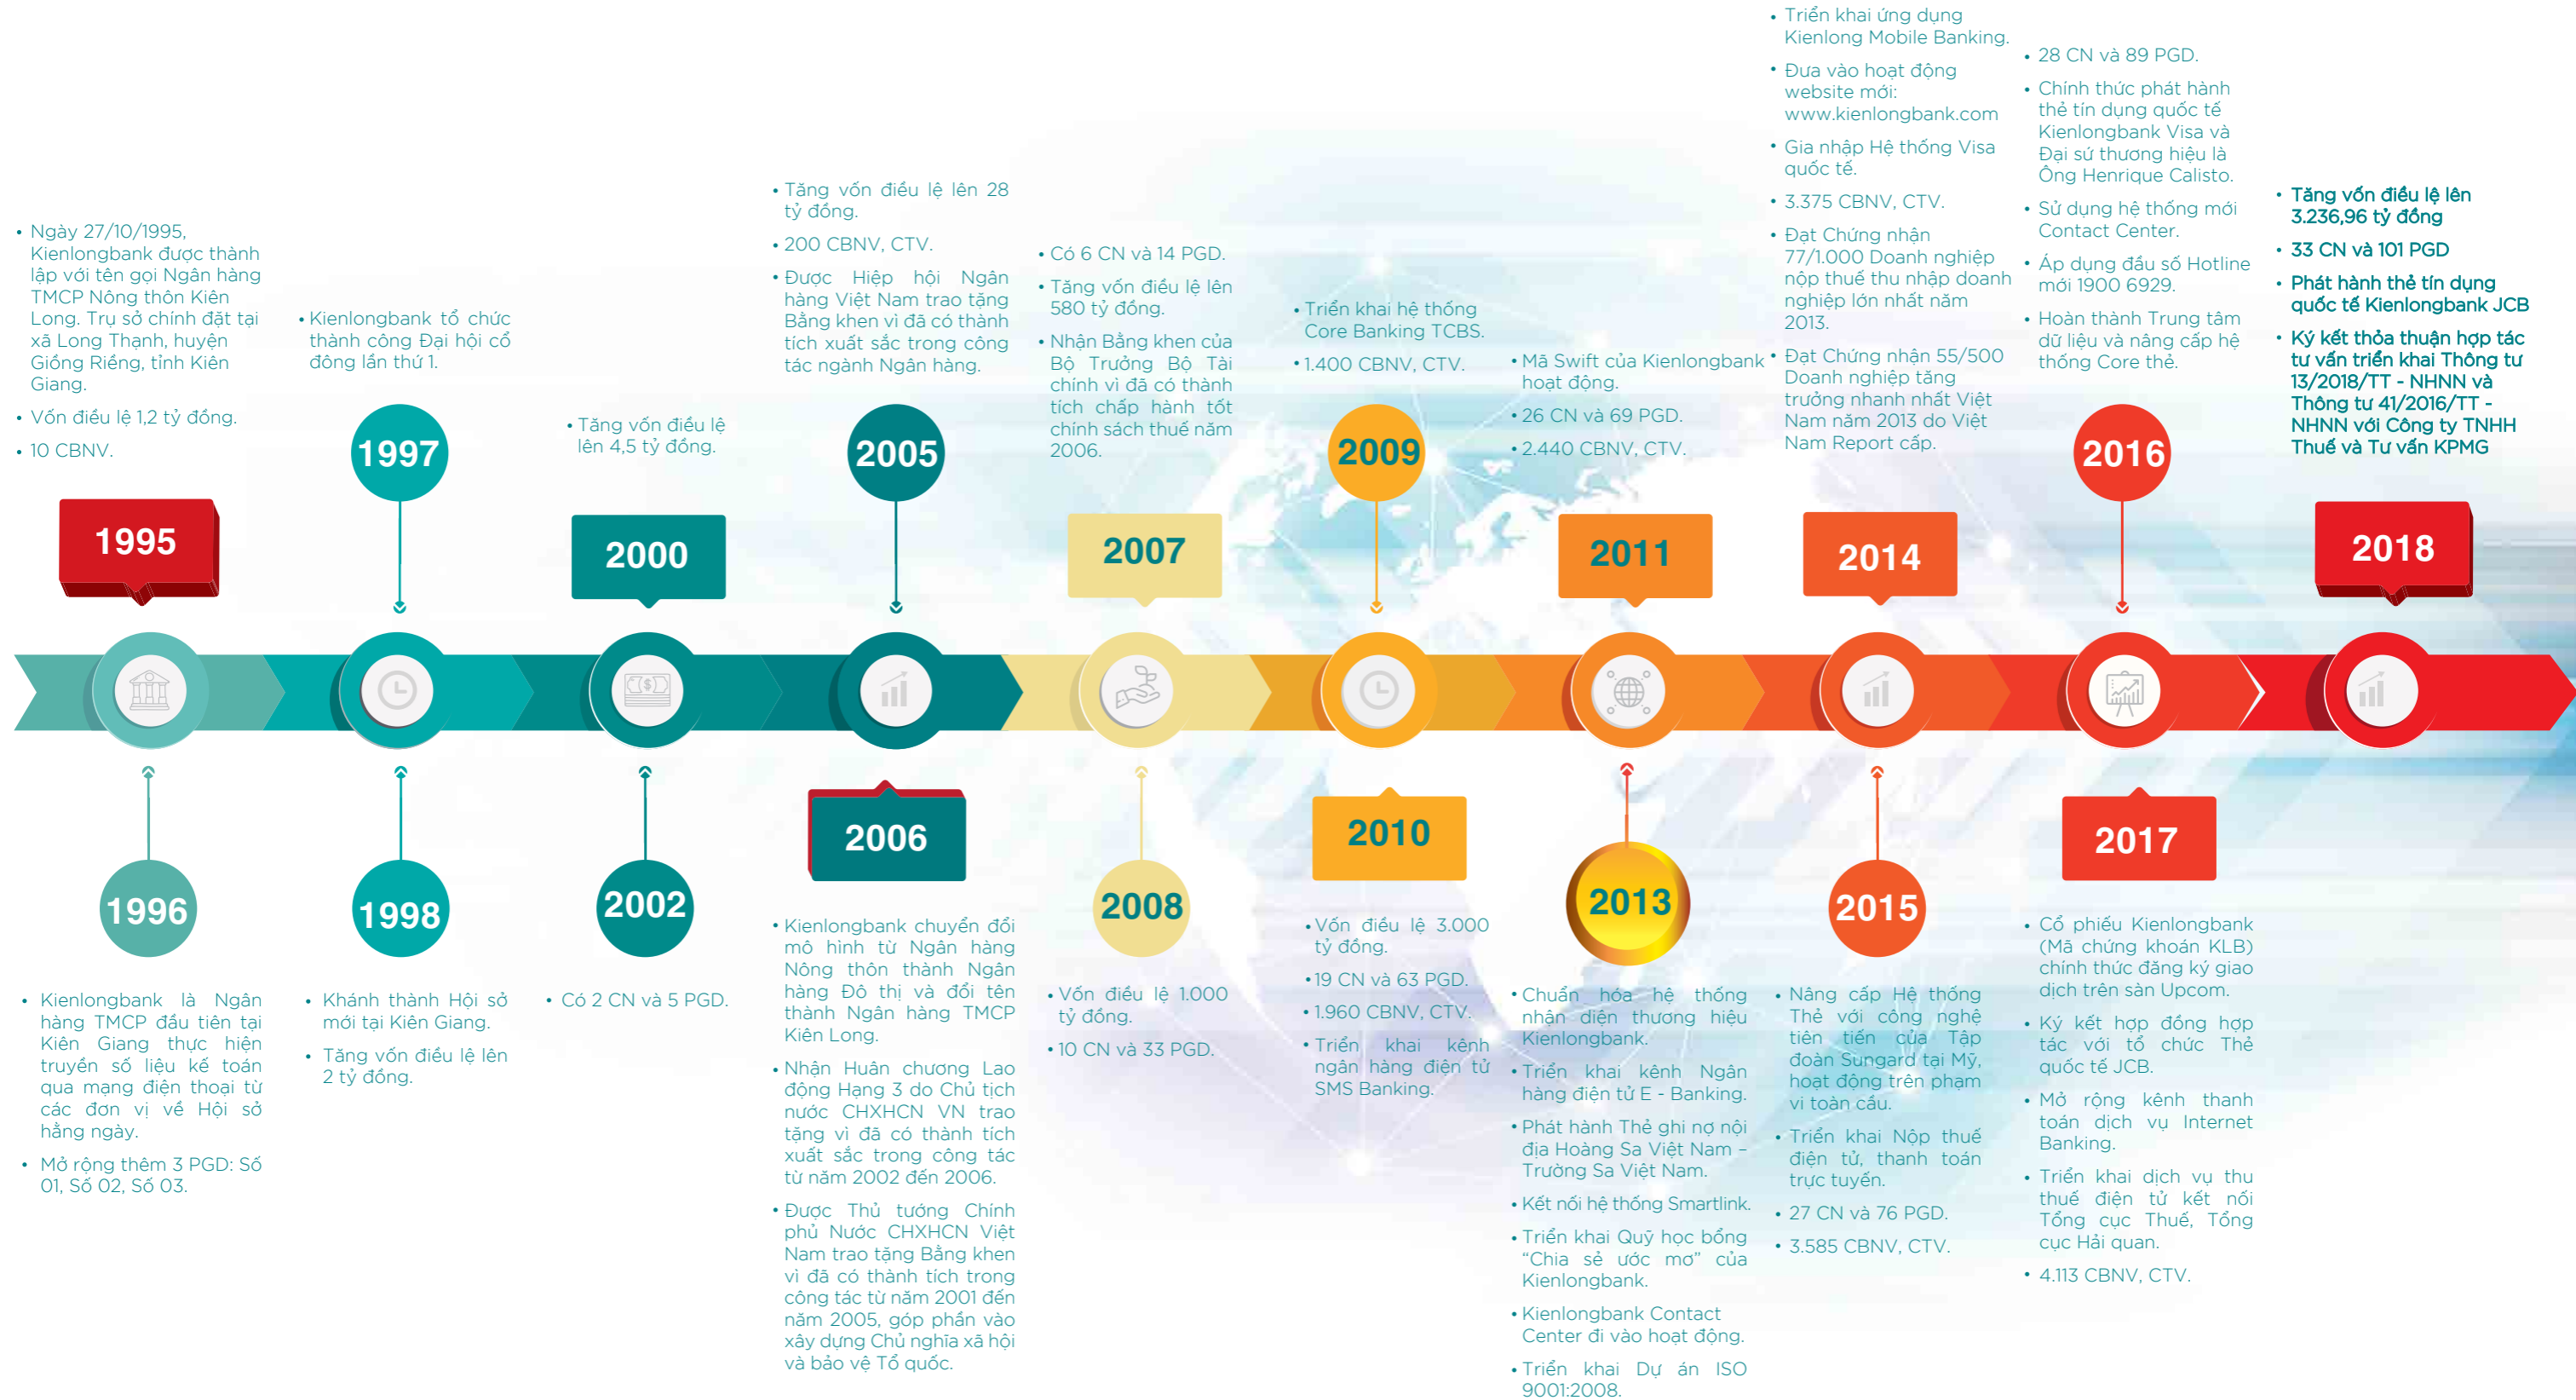 • Ngày 27/10/1995,
Kienlongbank được thành
lập với tên gọi Ngân hàng
TMCP Nông thôn Kiên
Long. Trụ sở chính đặt tại
xã Long Thạnh, huyện
Giồng Riềng, tỉnh Kiên
Giang.
• Vốn điều lệ 1,2 tỷ đồng.
• 10 CBNV.
1995
1996
• Kienlongbank là Ngân
hàng TMCP đầu tiên tại
Kiên Giang thực hiện
truyền số liệu kế toán
qua mạng điện thoại từ
các đơn vị về Hội sở
hằng ngày.
• Mở rộng thêm 3 PGD: Số
01, Số 02, Số 03.
• Kienlongbank tổ chức
thành công Đại hội cổ
đông lần thứ 1.
1997
1998
• Khánh thành Hội sở
mới tại Kiên Giang.
• Tăng vốn điều lệ lên
2 tỷ đồng.
• Tăng vốn điều lệ
lên 4,5 tỷ đồng.
2000
2002
• Có 2 CN và 5 PGD.
• Tăng vốn điều lệ lên 28
tỷ đồng.
• 200 CBNV, CTV.
• Được Hiệp hội Ngân
hàng Việt Nam trao tặng
Bằng khen vì đã có thành
tích xuất sắc trong công
tác ngành Ngân hàng.
2005
2006
• Kienlongbank chuyển đổi
mô hình từ Ngân hàng
Nông thôn thành Ngân
hàng Đô thị và đổi tên
thành Ngân hàng TMCP
Kiên Long.
• Nhận Huân chương Lao
động Hạng 3 do Chủ tịch
nước CHXHCN VN trao
tặng vì đã có thành tích
xuất sắc trong công tác
từ năm 2002 đến 2006.
• Được Thủ tướng Chính
phủ Nước CHXHCN Việt
Nam trao tặng Bằng khen
vì đã có thành tích trong
công tác từ năm 2001 đến
năm 2005, góp phần vào
xây dựng Chủ nghĩa xã hội
và bảo vệ Tổ quốc.
• Có 6 CN và 14 PGD.
• Tăng vốn điều lệ lên
580 tỷ đồng.
• Nhận Bằng khen của
Bộ Trưởng Bộ Tài
chính vì đã có thành
tích chấp hành tốt
chính sách thuế năm
2006.
2007
2008
• Vốn điều lệ 1.000
tỷ đồng.
• 10 CN và 33 PGD.
• Triển khai hệ thống
Core Banking TCBS.
• 1.400 CBNV, CTV.
2009
2010
• Vốn điều lệ 3.000
tỷ đồng.
• 19 CN và 63 PGD.
• 1.960 CBNV, CTV.
• Triển khai kênh
ngân hàng điện tử
SMS Banking.
• Mã Swift của Kienlongbank
hoạt động.
• 26 CN và 69 PGD.
• 2.440 CBNV, CTV.
2011
2013
• Chuẩn hóa hệ thống
nhận diện thương hiệu
Kienlongbank.
• Triển khai kênh Ngân
hàng điện tử E - Banking.
• Phát hành Thẻ ghi nợ nội
địa Hoàng Sa Việt Nam –
Trường Sa Việt Nam.
• Kết nối hệ thống Smartlink.
• Triển khai Quỹ học bổng
“Chia sẻ ước mơ” của
Kienlongbank.
• Kienlongbank Contact
Center đi vào hoạt động.
• Triển khai Dự án ISO
9001:2008.
• Triển khai ứng dụng
Kienlong Mobile Banking.
• Đưa vào hoạt động
website mới:
www.kienlongbank.com
• Gia nhập Hệ thống Visa
quốc tế.
• 3.375 CBNV, CTV.
• Đạt Chứng nhận
77/1.000 Doanh nghiệp
nộp thuế thu nhập doanh
nghiệp lớn nhất năm
2013.
• Đạt Chứng nhận 55/500
Doanh nghiệp tăng
trưởng nhanh nhất Việt
Nam năm 2013 do Việt
Nam Report cấp.
2014
2015
• Nâng cấp Hệ thống
Thẻ với công nghệ
tiên tiến của Tập
đoàn Sungard tại Mỹ,
hoạt động trên phạm
vi toàn cầu.
• Triển khai Nộp thuế
điện tử, thanh toán
trực tuyến.
• 27 CN và 76 PGD.
• 3.585 CBNV, CTV.
• 28 CN và 89 PGD.
• Chính thức phát hành
thẻ tín dụng quốc tế
Kienlongbank Visa và
Đại sứ thương hiệu là
Ông Henrique Calisto.
• Sử dụng hệ thống mới
Contact Center.
• Áp dụng đầu số Hotline
mới 1900 6929.
• Hoàn thành Trung tâm
dữ liệu và nâng cấp hệ
thống Core thẻ.
2016
2017
• Cổ phiếu Kienlongbank
(Mã chứng khoán KLB)
chính thức đăng ký giao
dịch trên sàn Upcom.
• Ký kết hợp đồng hợp
tác với tổ chức Thẻ
quốc tế JCB.
• Mở rộng kênh thanh
toán dịch vụ Internet
Banking.
• Triển khai dịch vụ thu
thuế điện tử kết nối
Tổng cục Thuế, Tổng
cục Hải quan.
• 4.113 CBNV, CTV.
• Tăng vốn điều lệ lên
3.236,96 tỷ đồng
• 33 CN và 101 PGD
• Phát hành thẻ tín dụng
quốc tế Kienlongbank JCB
• Ký kết thỏa thuận hợp tác
tư vấn triển khai Thông tư
13/2018/TT - NHNN và
Thông tư 41/2016/TT -
NHNN với Công ty TNHH
Thuế và Tư vấn KPMG
2018